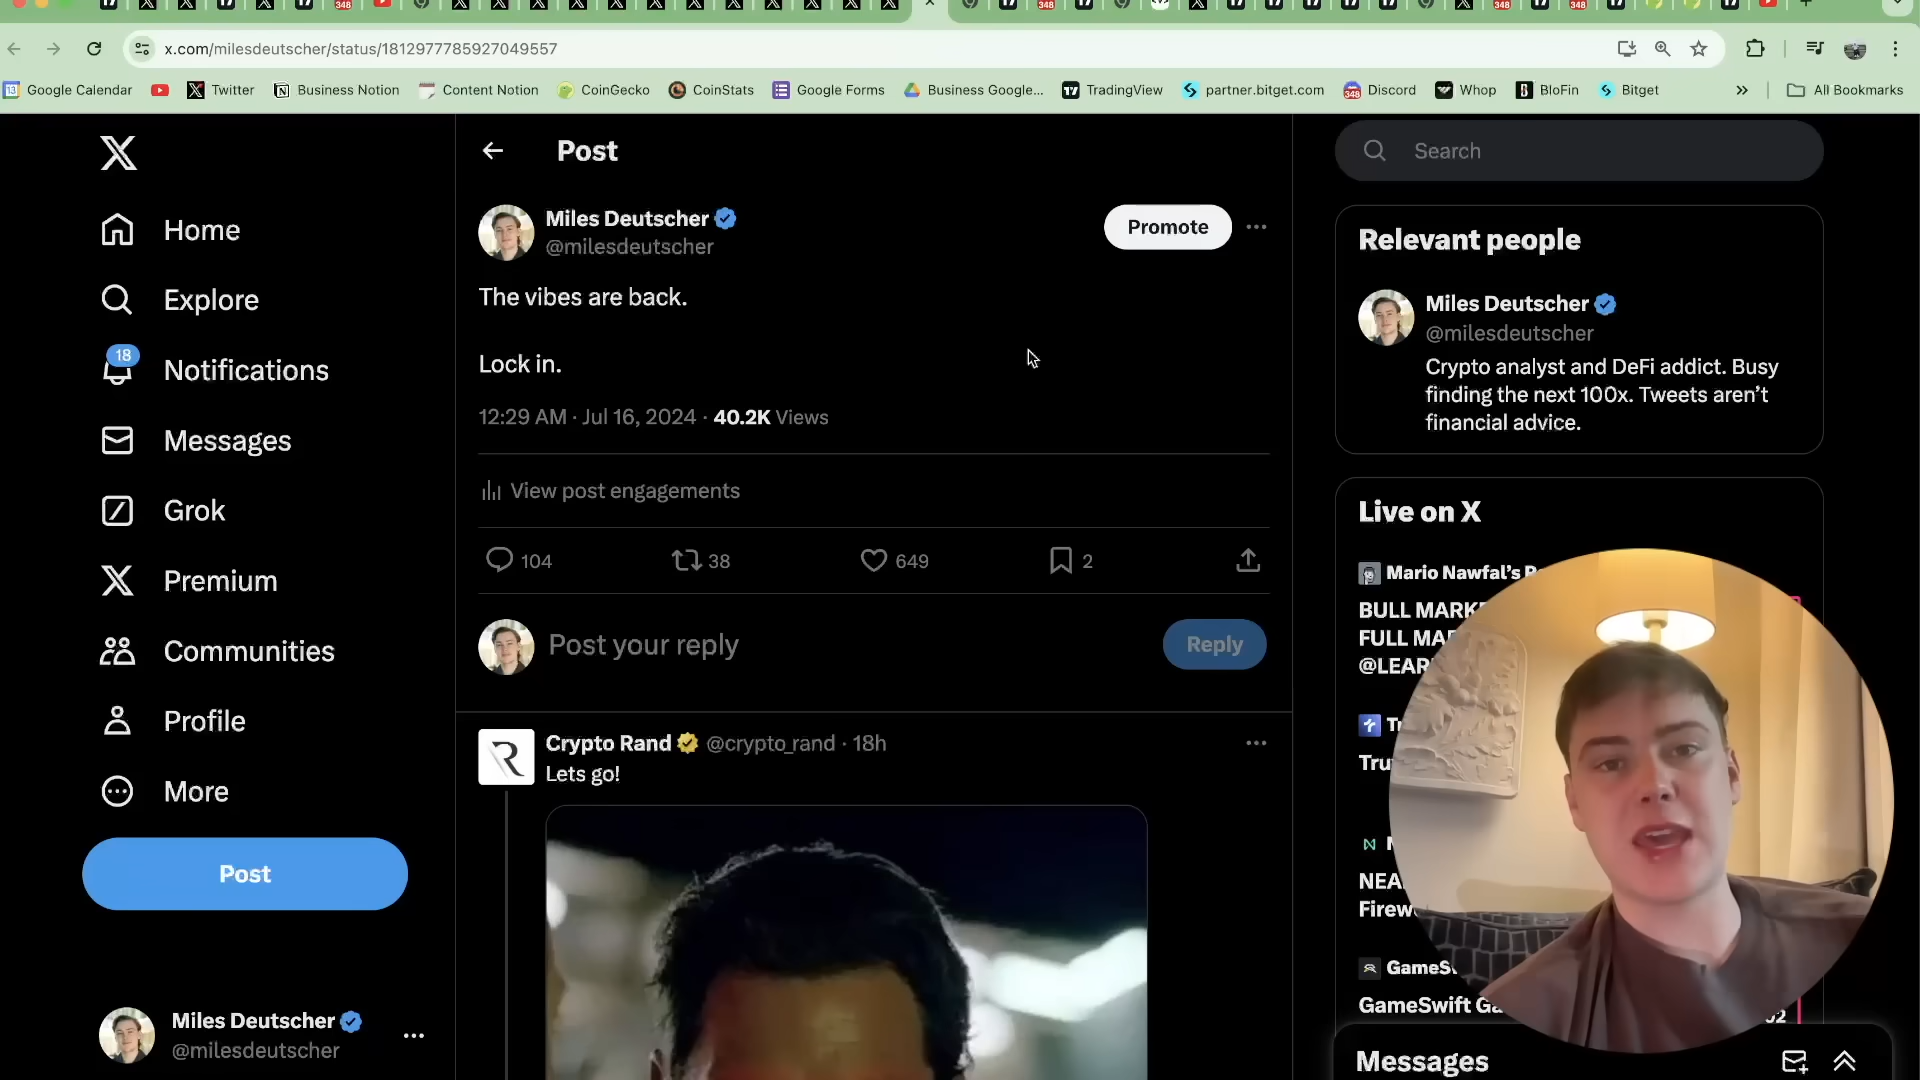 x.com/milesdeutscher/status/1812977785927049557
Google Calendar
Twitter
Business Notion
Content Notion
CoinGecko
CoinStats
Google Forms
Business Google...
TradingView
partner.bitget.com
Discord
Whop
BloFin
Bitget
All Bookmarks
Home
Explore
18
Notifications
Messages
Grok
Premium
Communities
Profile
More
Post
Miles Deutscher
@milesdeutscher
Post
Miles Deutscher
@milesdeutscher
Promote
The vibes are back.
Lock in.
12:29 AM · Jul 16, 2024 · 40.2K Views
View post engagements
104 38 649 2
Post your reply
Reply
Crypto Rand @crypto_rand · 18h
Lets go!
Search
Relevant people
Miles Deutscher
@milesdeutscher
Crypto analyst and DeFi addict. Busy
finding the next 100x. Tweets aren't
financial advice.
Live on X
Mario Nawfal's
BULL
FULL
GameSwift
Messages